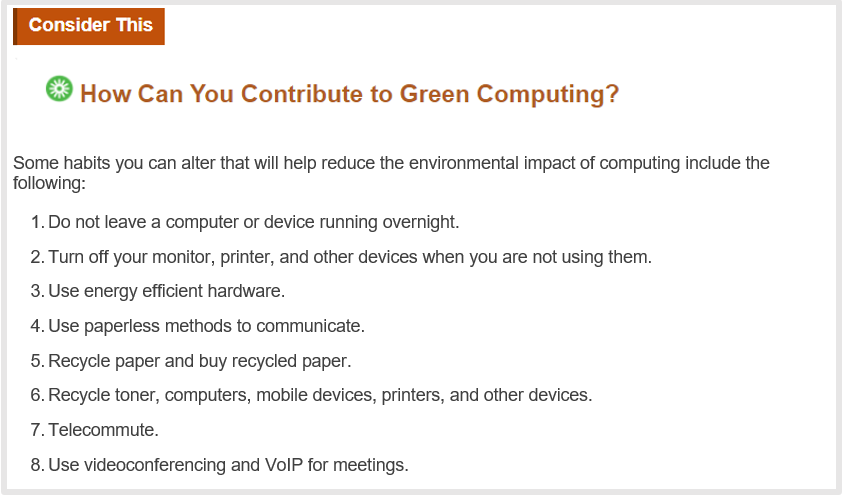 Consider This
How Can You Contribute to Green Computing?
Some habits you can alter that will help reduce the environmental impact of computing include the
following:
1. Do not leave a computer or device running overnight.
2. Turn off your monitor, printer, and other devices when you are not using them.
3. Use energy efficient hardware.
4. Use paperless methods to communicate.
5. Recycle paper and buy recycled paper.
6. Recycle toner, computers, mobile devices, printers, and other devices.
7. Telecommute.
8. Use videoconferencing and VoIP for meetings.